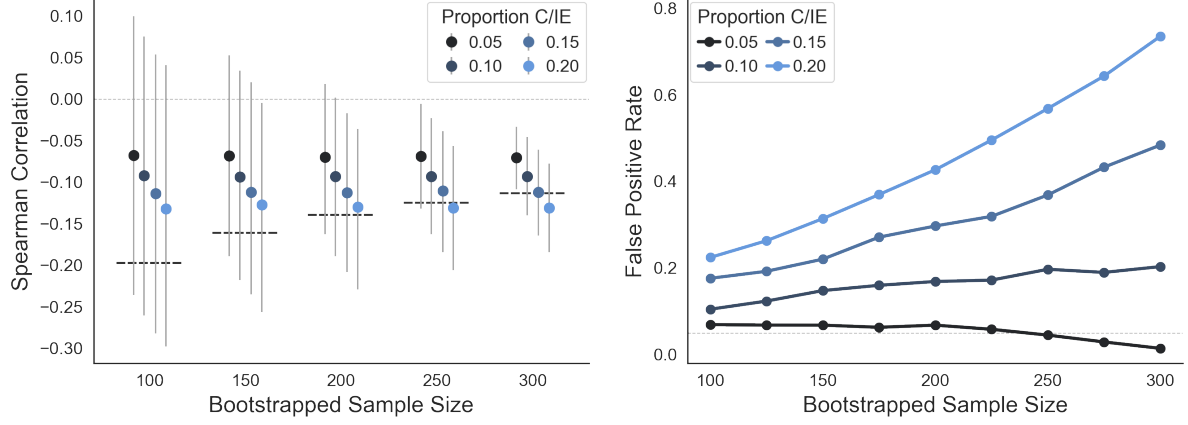 0.10
0.05
0.00
−0.05
−0.10
−0.15
−0.20
−0.25
−0.30
Spearman Correlation
Proportion C/IE
0.05 0.15
0.10 0.20
100 150 200 250 300
Bootstrapped Sample Size
0.8
0.6
0.4
0.2
0.0
False Positive Rate
Proportion C/IE
0.05 0.15
0.10 0.20
100 150 200 250 300
Bootstrapped Sample Size